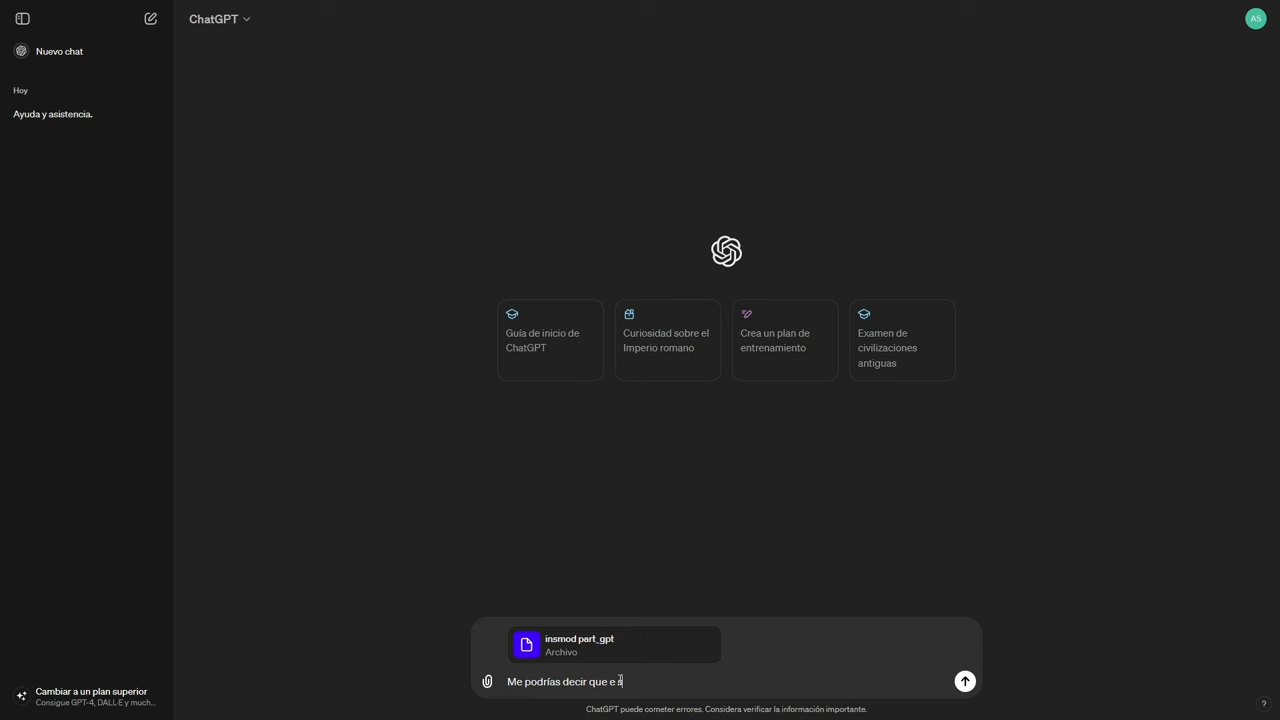 ChatGPT
AS
Nuevo chat
Hoy
Ayuda y asistencia.
Guía de inicio de
ChatGPT
Curiosidad sobre el
Imperio romano
Crea un plan de
entrenamiento
Examen de
civilizaciones
antiguas
insmod part_gpt
Archivo
Me podrías decir que e s
Cambiar a un plan superior
Consigue GPT-4, DALL·E y much...
ChatGPT puede cometer errores. Considera verificar la información importante.
?